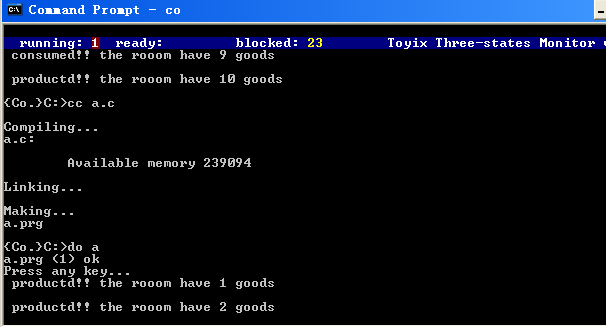 Command Prompt - co
running: 1 ready: blocked: 23 Toyix Three-states Monitor
consumed!! the rooom have 9 goods
productd!! the rooom have 10 goods
{Co.}C:>cc a.c
Compiling...
a.c:
Available memory 239094
Linking...
Making...
a.prg
{Co.}C:>do a
a.prg (1) ok
Press any key...
productd!! the rooom have 1 goods
productd!! the rooom have 2 goods